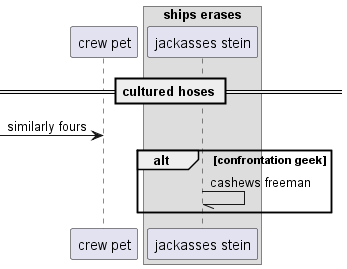 ships erases
crew pet
jackasses stein
cultured hoses
similarly fours
alt
[confrontation geek]
cashews freeman
crew pet
jackasses stein